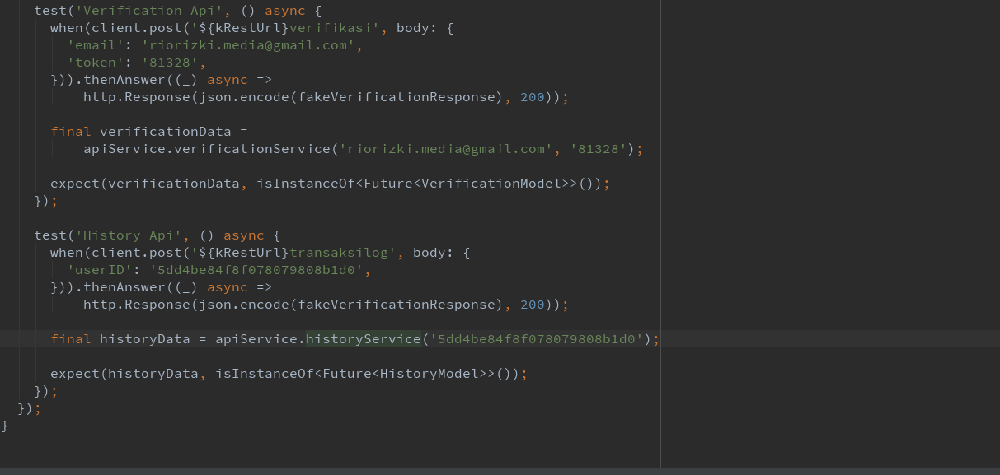 test('Verification Api', () async {
when(client.post('${kRestUrl}verifikasi', body: {
'email': 'riorizki.media@gmail.com',
'token': '81328',
})).thenAnswer((_) async =>
http.Response(json.encode(fakeVerificationResponse), 200));
final verificationData =
apiService.verificationService('riorizki.media@gmail.com', '81328');
expect(verificationData, isInstanceOf<Future<VerificationModel>>());
});
test('History Api', () async {
when(client.post('${kRestUrl}transaksilog', body: {
'userID': '5dd4be84f8f078079808b1d0',
})).thenAnswer((_) async =>
http.Response(json.encode(fakeVerificationResponse), 200));
final historyData = apiService.historyService('5dd4be84f8f078079808b1d0');
expect(historyData, isInstanceOf<Future<HistoryModel>>());
});
});
}